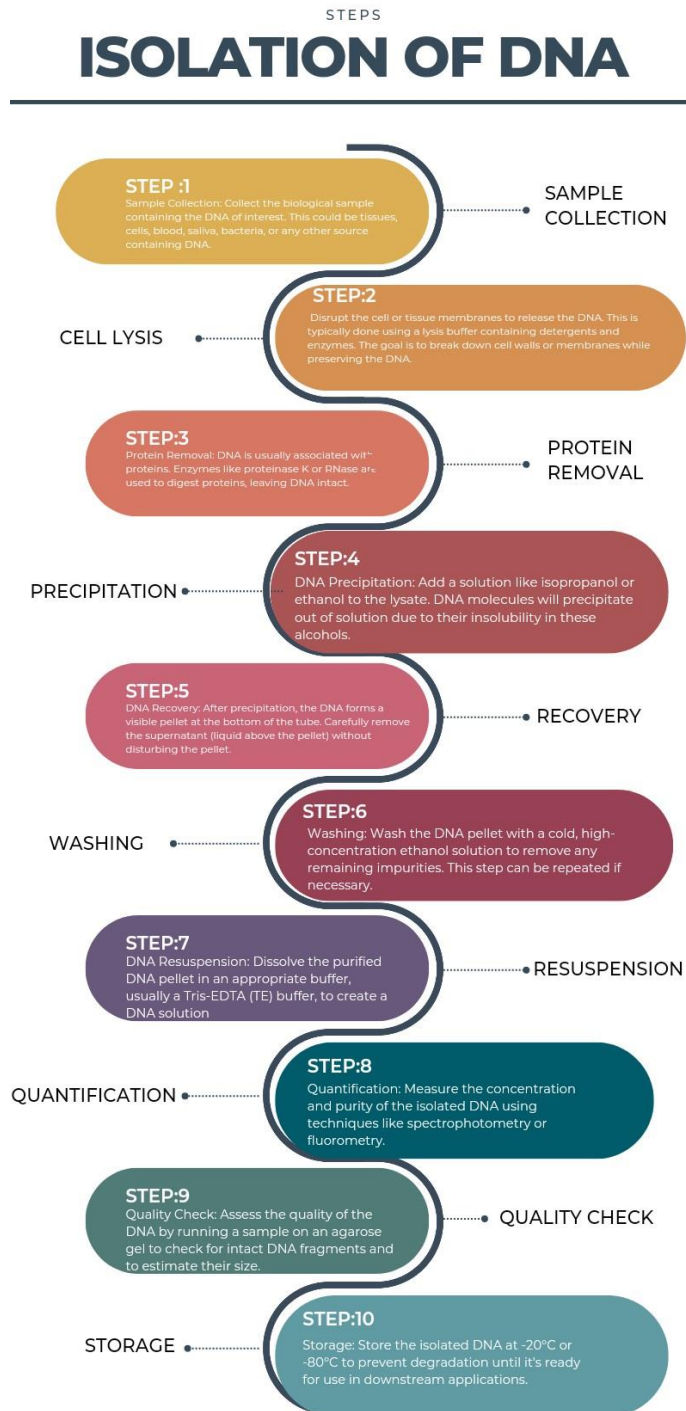 STEPS
ISOLATION OF DNA
STEP :1
Sample Collection: Collect the biological sample
containing the DNA of interest. This could be tissues,
cells, blood, saliva, bacteria, or any other source
containing DNA.
SAMPLE
COLLECTION
STEP:2
Disrupt the cell or tissue membranes to release the DNA. This is
typically done using a lysis buffer containing detergents and
enzymes. The goal is to break down cell walls or membranes while
preserving the DNA.
CELL LYSIS
STEP:3
Protein Removal: DNA is usually associated with
proteins. Enzymes like proteinase K or RNase are
used to digest proteins, leaving DNA intact.
PROTEIN
REMOVAL
STEP:4
DNA Precipitation: Add a solution like isopropanol or
ethanol to the lysate. DNA molecules will precipitate
out of solution due to their insolubility in these
alcohols.
PRECIPITATION
STEP:5
DNA Recovery: After precipitation, the DNA forms a
visible pellet at the bottom of the tube. Carefully remove
the supernatant (liquid above the pellet) without
disturbing the pellet.
RECOVERY
STEP:6
Washing: Wash the DNA pellet with a cold, high-
concentration ethanol solution to remove any
remaining impurities. This step can be repeated if
necessary.
WASHING
STEP:7
DNA Resuspension: Dissolve the purified
DNA pellet in an appropriate buffer,
usually a Tris-EDTA (TE) buffer, to create a
DNA solution
RESUSPENSION
STEP:8
Quantification: Measure the concentration
and purity of the isolated DNA using
techniques like spectrophotometry or
fluorometry.
QUANTIFICATION
STEP:9
Quality Check: Assess the quality of the
DNA by running a sample on an agarose
gel to check for intact DNA fragments and
to estimate their size.
QUALITY CHECK
STEP:10
Storage: Store the isolated DNA at -20°C or
-80°C to prevent degradation until it's ready
for use in downstream applications.
STORAGE